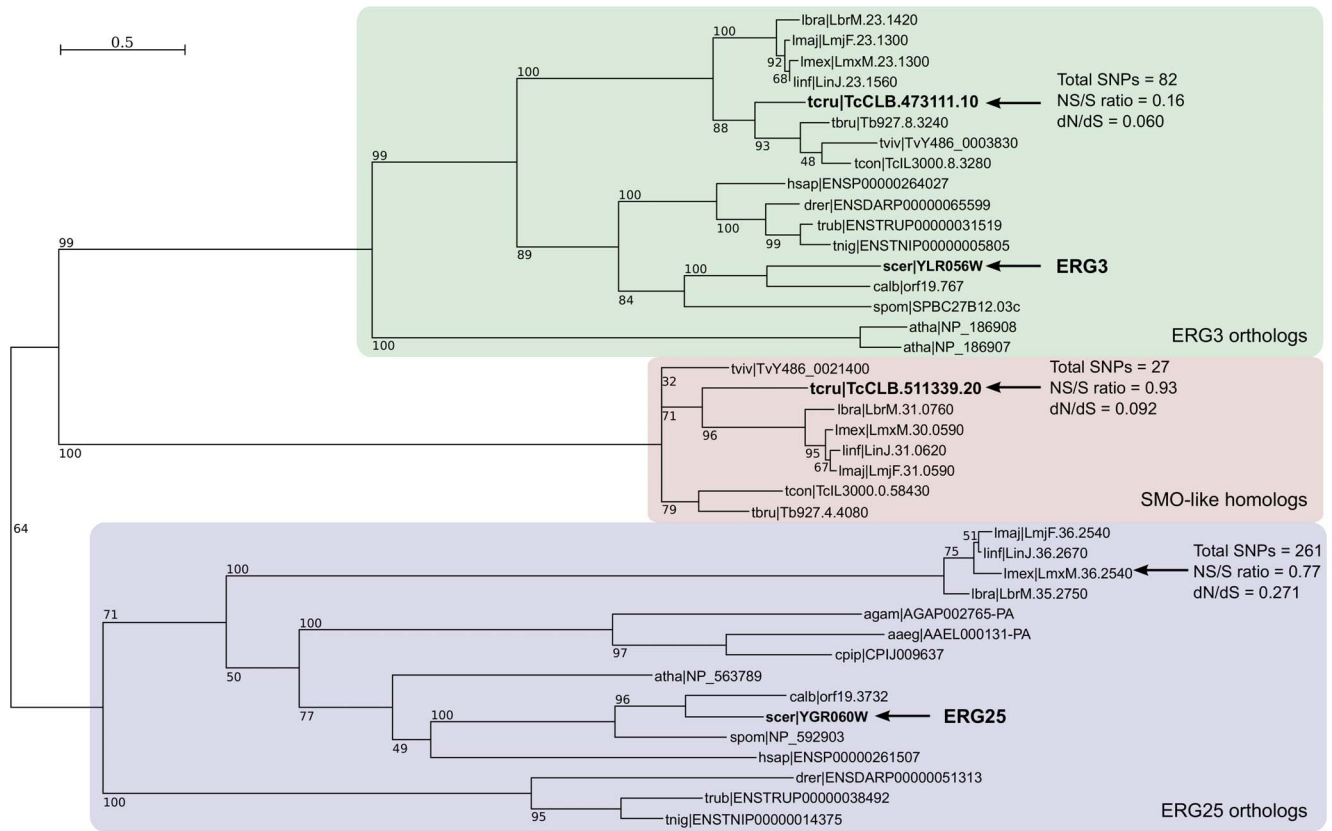 0.5
100
lbra|LbrM.23.1420
lmaj|LmjF.23.1300
92
lmex|LmxM.23.1300
68
linf|LinJ.23.1560
100
tcru|TcCLB.473111.10
Total SNPs = 82
NS/S ratio = 0.16
dN/dS = 0.060
88
tbru|Tb927.8.3240
93
tviv|TvY486_0003830
48
tcon|TcIL3000.8.3280
99
100
hsap|ENSP00000264027
drer|ENSDARP00000065599
100
trub|ENSTRUP00000031519
99
tnig|ENSTNIP00000005805
99
89
100
scer|YLR056W
ERG3
calb|orf19.767
84
spom|SPBC27B12.03c
atha|NP_186908
100
atha|NP_186907
ERG3 orthologs
tviv|TvY486_0021400
32
tcru|TcCLB.511339.20
Total SNPs = 27
NS/S ratio = 0.93
dN/dS = 0.092
71
lbra|LbrM.31.0760
96
lmex|LmxM.30.0590
95
linf|LinJ.31.0620
67
lmaj|LmjF.31.0590
100
tcon|TcIL3000.0.58430
79
tbru|Tb927.4.4080
SMO-like homologs
64
51
lmaj|LmjF.36.2540
75
linf|LinJ.36.2670
lmex|LmxM.36.2540
Total SNPs = 261
NS/S ratio = 0.77
dN/dS = 0.271
100
lbra|LbrM.35.2750
71
100
agam|AGAP002765-PA
aaeg|AAEL000131-PA
97
cpip|CPIJ009637
50
atha|NP_563789
77
96
calb|orf19.3732
100
scer|YGR060W
ERG25
spom|NP_592903
49
hsap|ENSP00000261507
drer|ENSDARP00000051313
100
trub|ENSTRUP00000038492
95
tnig|ENSTNIP00000014375
ERG25 orthologs